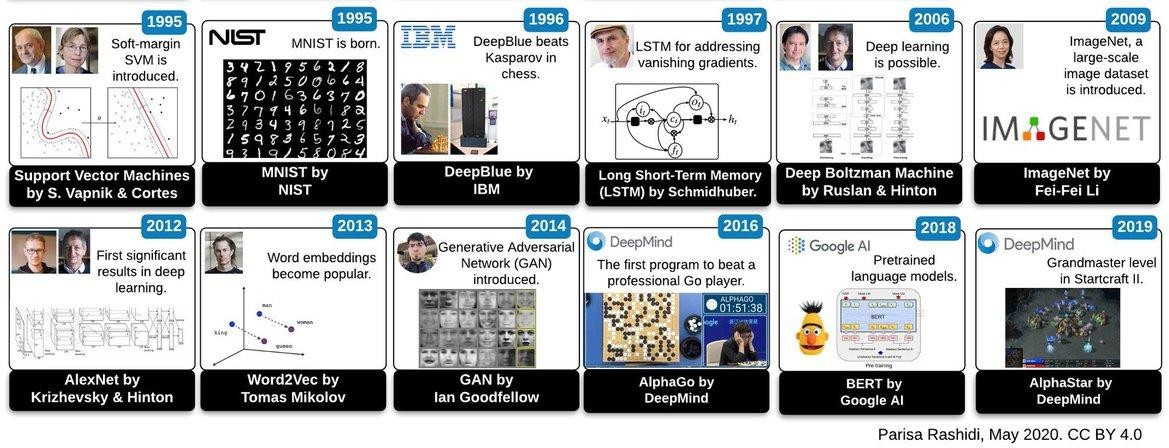 1995
Soft-margin
SVM is
introduced.
Support Vector Machines
by S. Vapnik & Cortes
1995
NIST
MNIST is born.
MNIST by
NIST
1996
IBM
DeepBlue beats
Kasparov in
chess.
DeepBlue by
IBM
1997
LSTM for addressing
vanishing gradients.
Long Short-Term Memory
(LSTM) by Schmidhuber.
2006
Deep learning
is possible.
Deep Boltzman Machine
by Ruslan & Hinton
2009
ImageNet, a
large-scale
image dataset
is introduced.
IMAGENET
ImageNet by
Fei-Fei Li
2012
First significant
results in deep
learning.
AlexNet by
Krizhevsky & Hinton
2013
Word embeddings
become popular.
man
woman
king
queen
Word2Vec by
Tomas Mikolov
2014
Generative Adversarial
Network (GAN)
introduced.
GAN by
Ian Goodfellow
2016
DeepMind
The first program to beat a
professional Go player.
ALPHAGO
01:51:38
AlphaGo by
DeepMind
2018
Google AI
Pretrained
language models.
BERT
Pre-training
BERT by
Google AI
2019
DeepMind
Grandmaster level
in Startcraft II.
AlphaStar by
DeepMind
Parisa Rashidi, May 2020. CC BY 4.0